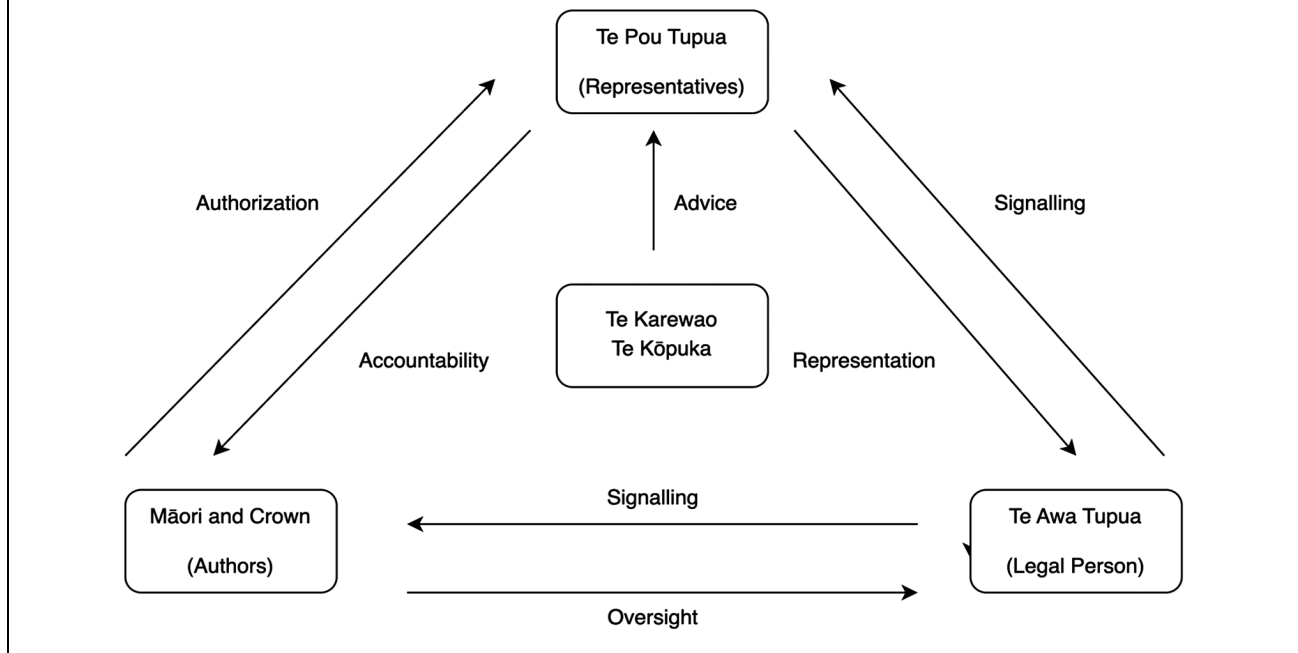 Te Pou Tupua
(Representatives)
Authorization
Advice
Signalling
Te Karewao
Te Kōpuka
Accountability
Representation
Signalling
Māori and Crown
(Authors)
Te Awa Tupua
(Legal Person)
Oversight